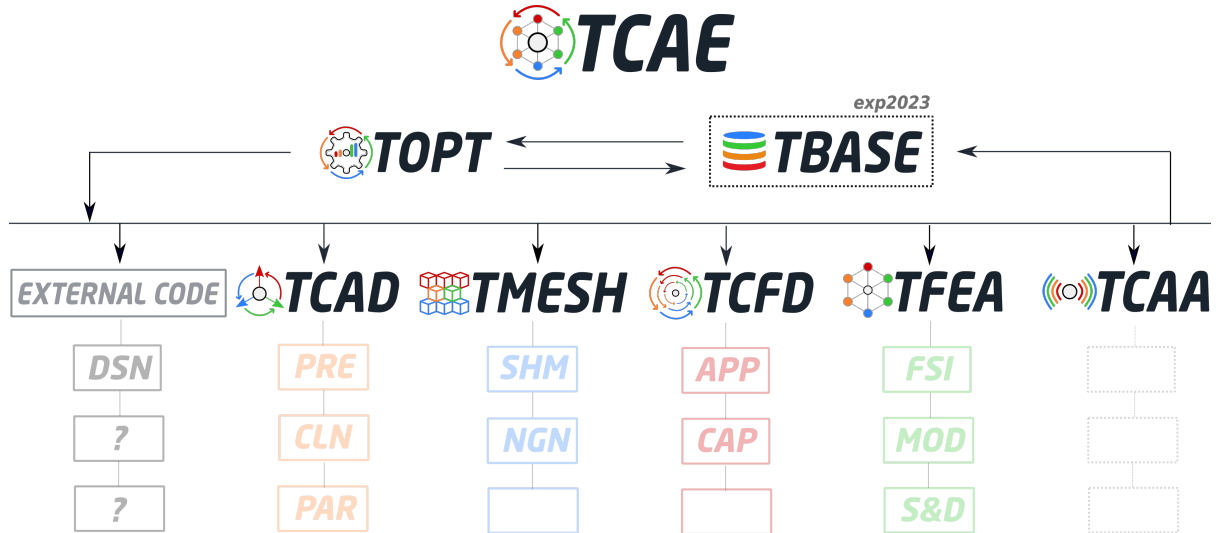 TCAE
exp2023
TOPT
TBASE
EXTERNAL CODE
TCAD
TMESH
TCFD
TFEA
TCAA
DSN
PRE
SHM
APP
FSI
?
CLN
NGN
CAP
MOD
?
PAR
S&D